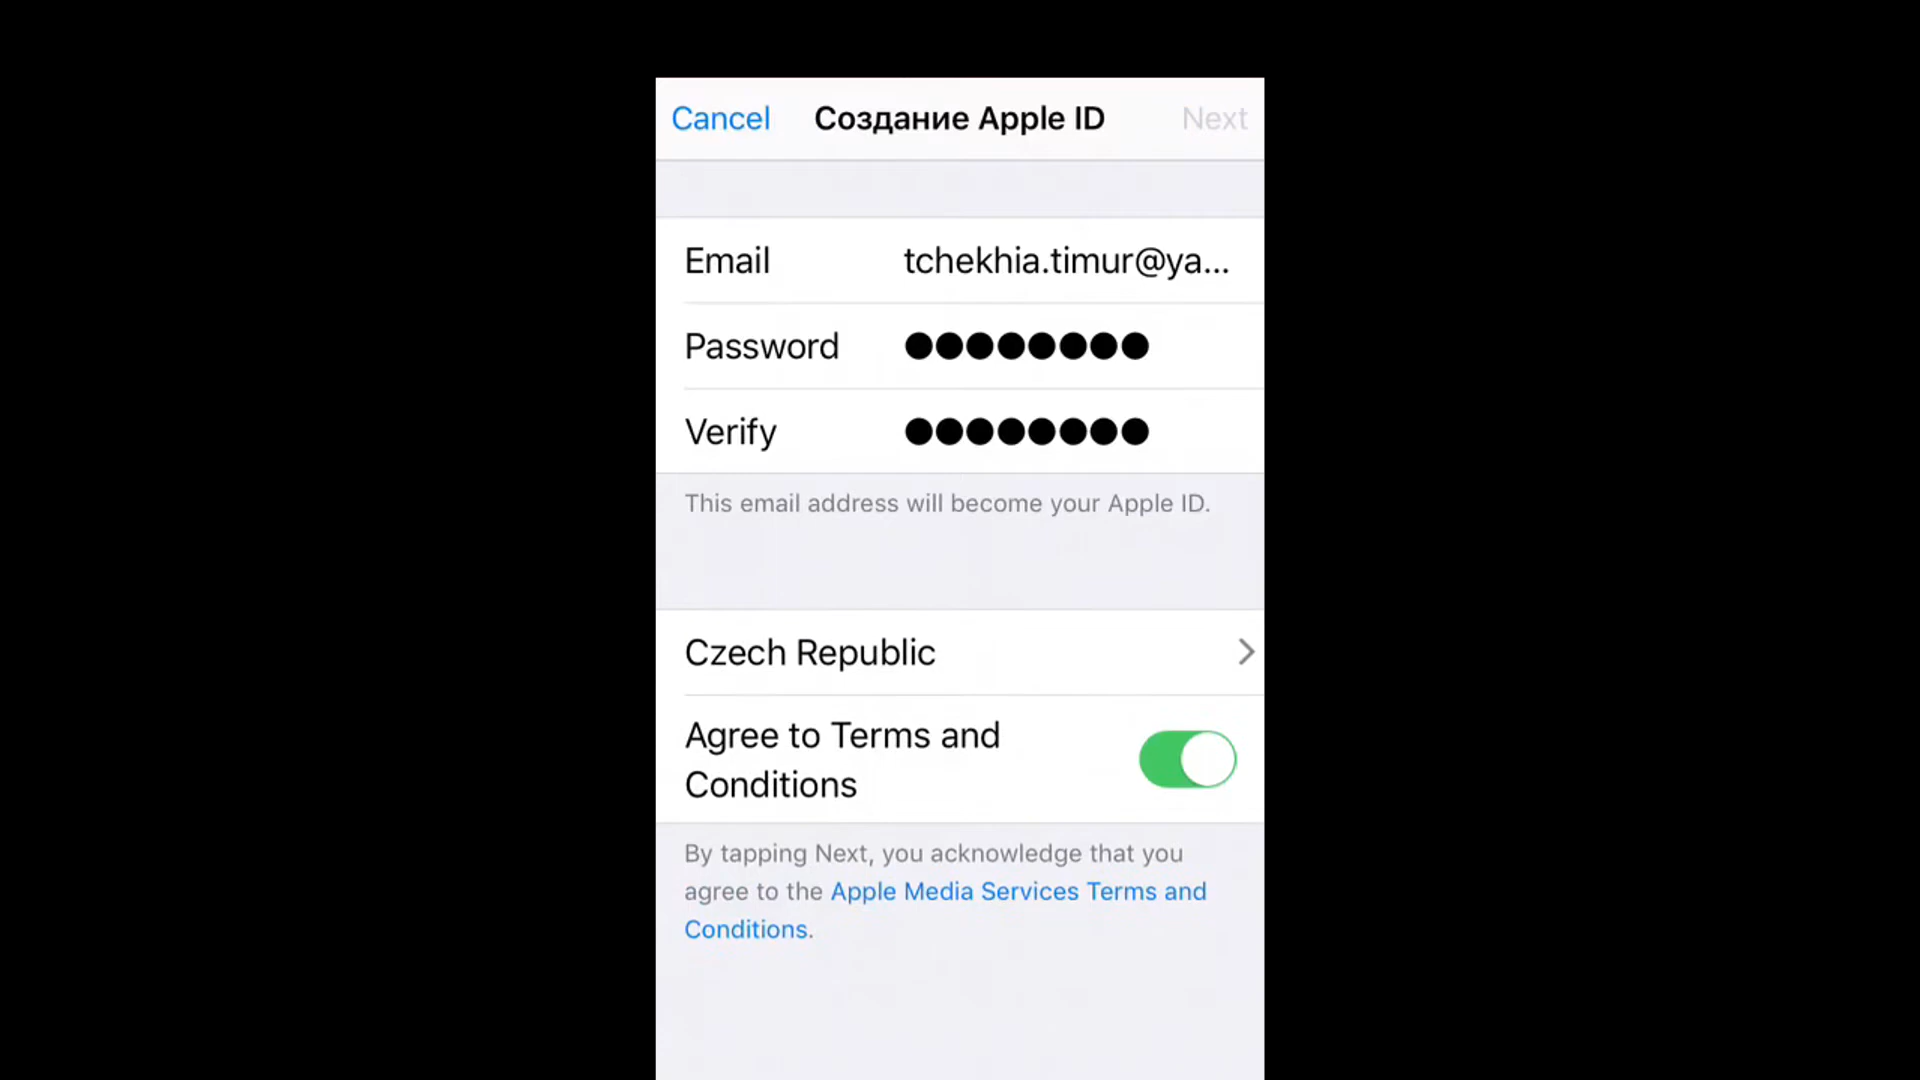 Cancel Создание Apple ID Next
Email tchekhia.timur@ya...
Password ●●●●●●●●
Verify ●●●●●●●●
This email address will become your Apple ID.
Czech Republic
Agree to Terms and
Conditions
By tapping Next, you acknowledge that you
agree to the Apple Media Services Terms and
Conditions.